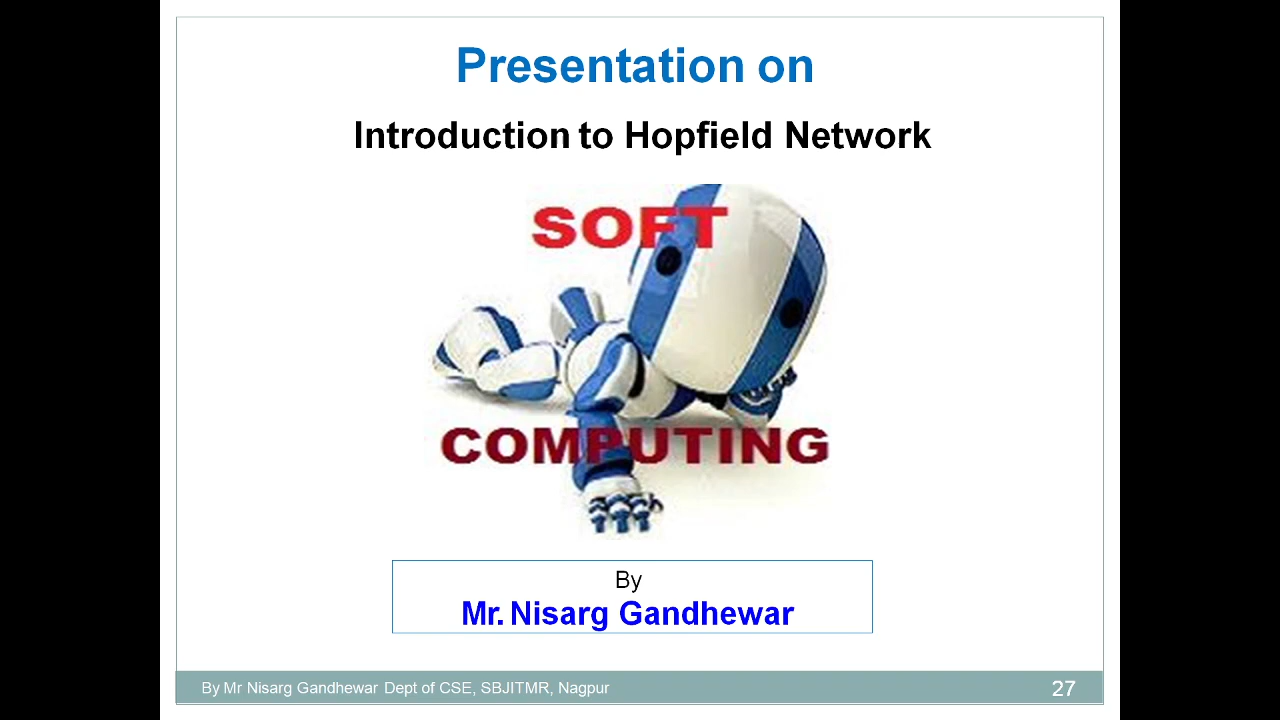 Presentation on
Introduction to Hopfield Network
SOFT
COMPUTING
By
Mr. Nisarg Gandhewar
By Mr Nisarg Gandhewar Dept of CSE, SBJITMR, Nagpur
27